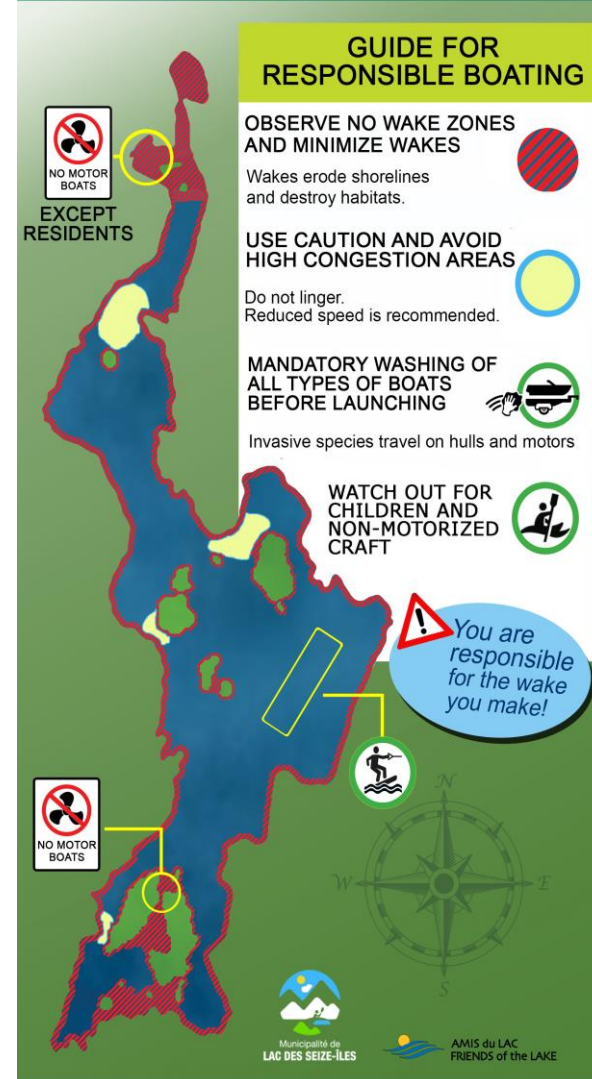 GUIDE FOR
RESPONSIBLE BOATING
OBSERVE NO WAKE ZONES
AND MINIMIZE WAKES
Wakes erode shorelines
and destroy habitats.
NO MOTOR
BOATS
EXCEPT
RESIDENTS
USE CAUTION AND AVOID
HIGH CONGESTION AREAS
Do not linger.
Reduced speed is recommended.
MANDATORY WASHING OF
ALL TYPES OF BOATS
BEFORE LAUNCHING
Invasive species travel on hulls and motors
WATCH OUT FOR
CHILDREN AND
NON-MOTORIZED
CRAFT
!
You are
responsible
for the wake
you make!
NO MOTOR
BOATS
N
W
E
S
Municipalité de
LAC DES SEIZE-ÎLES
AMIS du LAC
FRIENDS of the LAKE